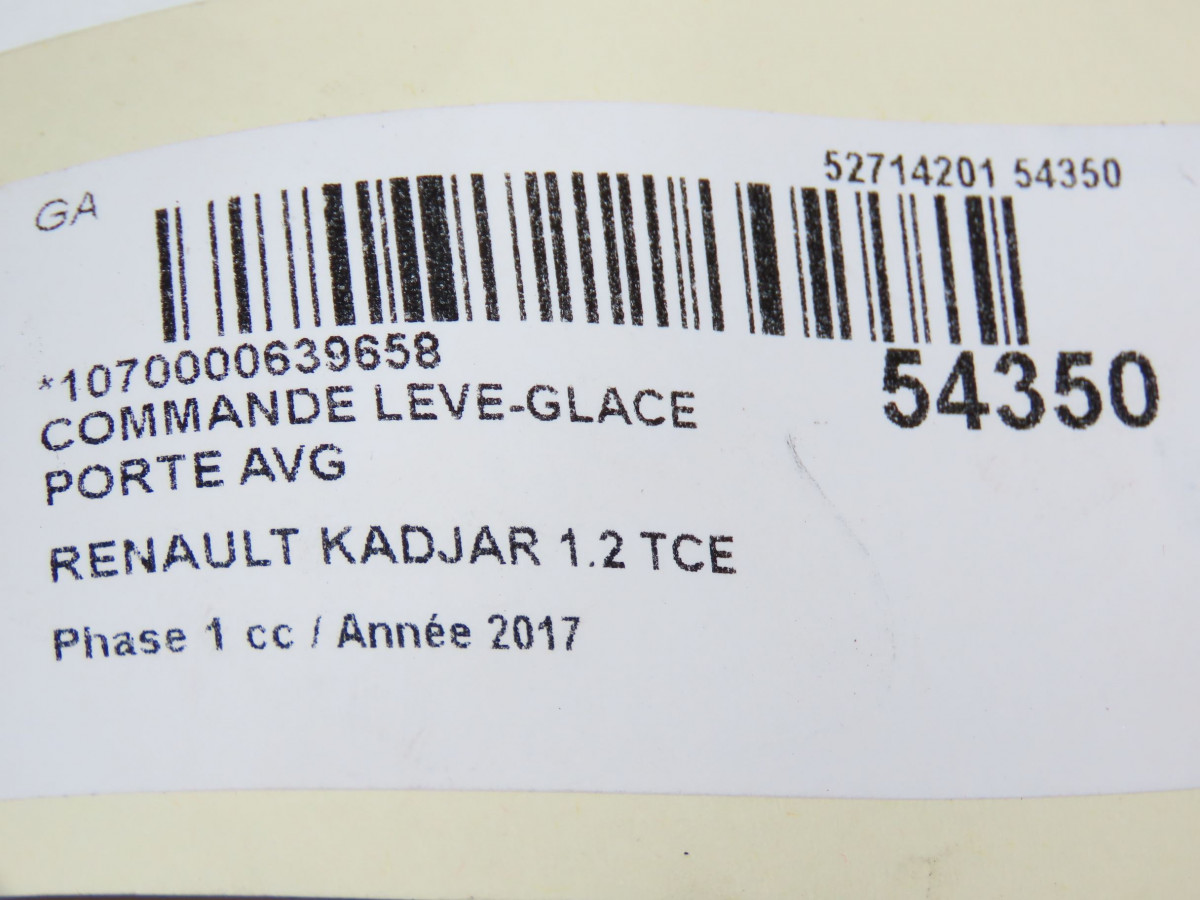 GA
52714201 54350
*1070000639658
54350
COMMANDE LEVE-GLACE
PORTE AVG
RENAULT KADJAR 1.2 TCE
Phase 1 cc / Année 2017